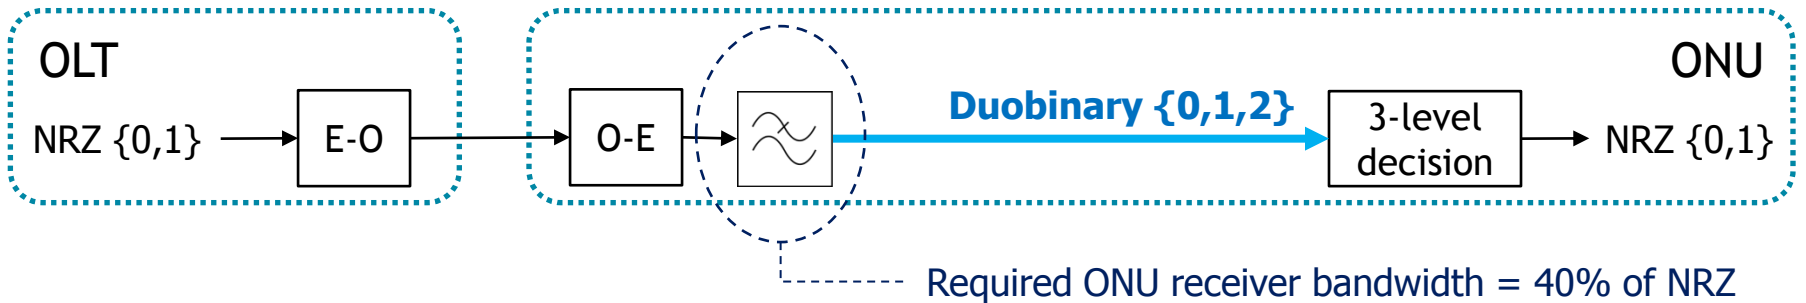 OLT
ONU
NRZ {0,1}
E-O
O-E
Duobinary {0,1,2}
3-level
decision
NRZ {0,1}
Required ONU receiver bandwidth = 40% of NRZ